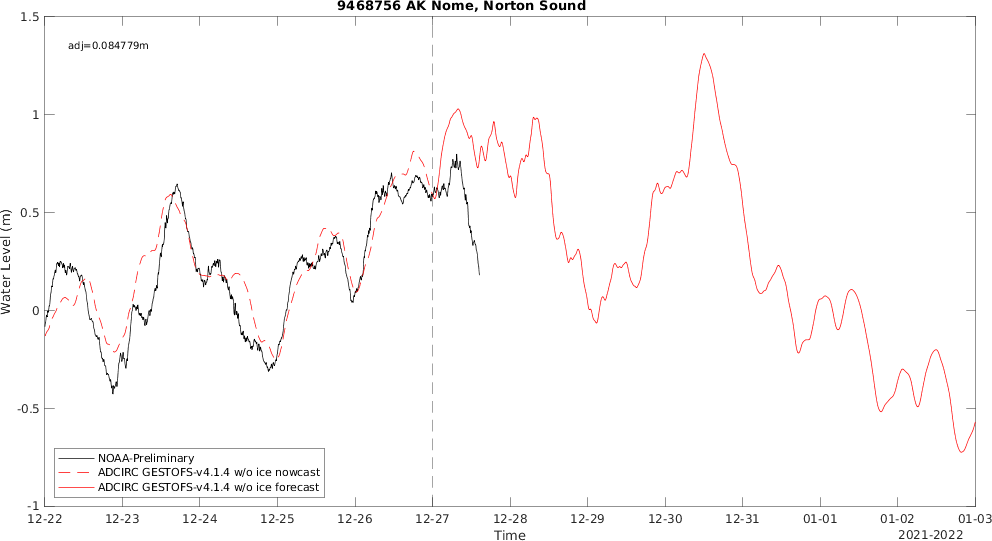 9468756 AK Nome, Norton Sound
adj=0.084779m
1.5
1
0.5
0
-0.5
-1
Water Level (m)
NOAA-Preliminary
ADCIRC GESTOFS-v4.1.4 w/o ice nowcast
ADCIRC GESTOFS-v4.1.4 w/o ice forecast
12-22 12-23 12-24 12-25 12-26 12-27 12-28 12-29 12-30 12-31 01-01 01-02 01-03
Time
2021-2022